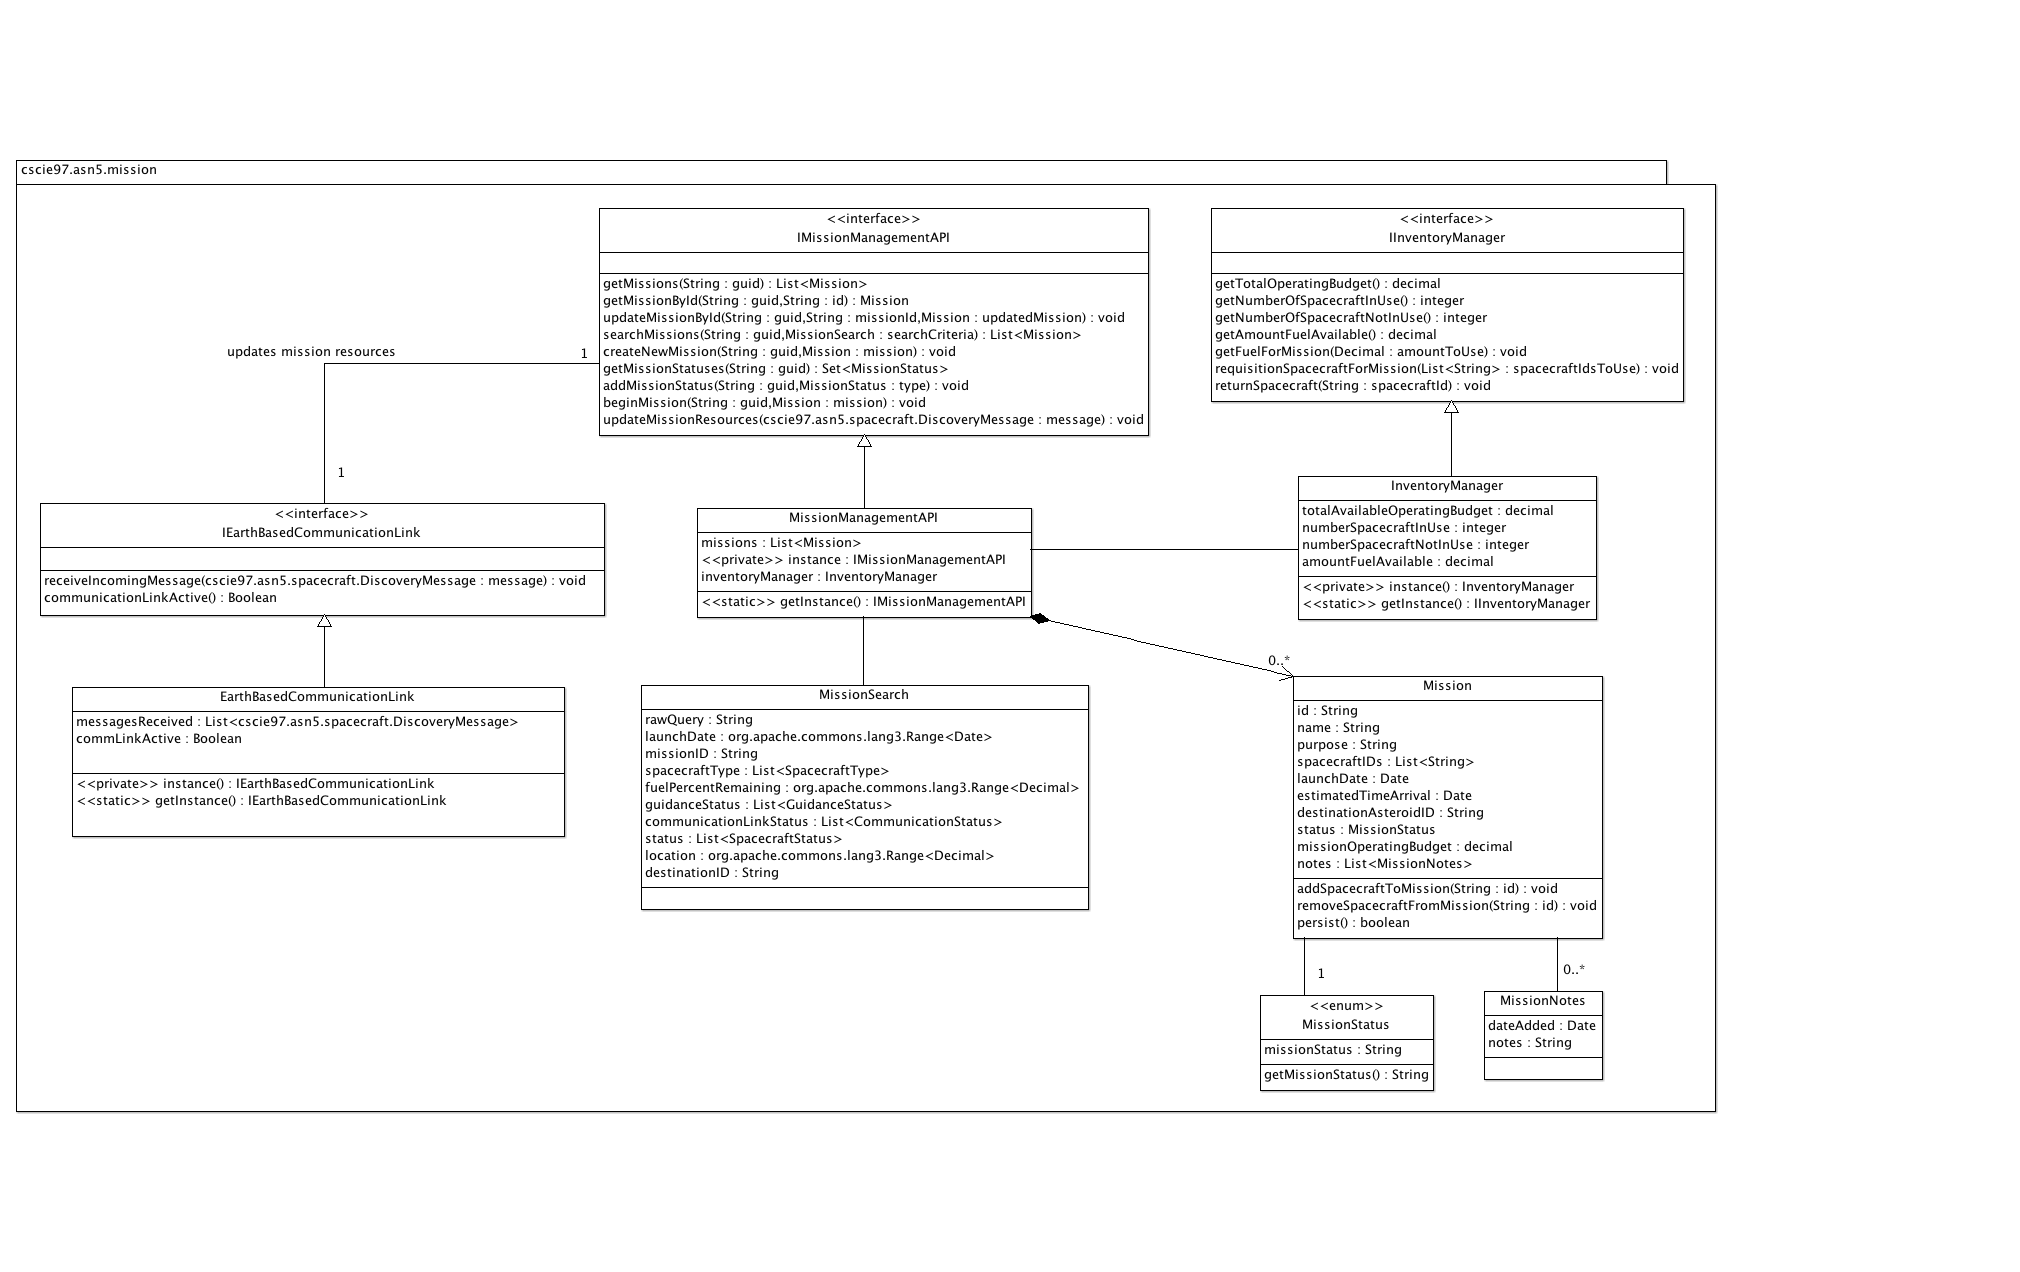 cscie97.asn5.mission
<<interface>>
IMissionManagementAPI
getMissions(String : guid) : List<Mission>
getMissionById(String : guid,String : id) : Mission
updateMissionById(String : guid,String : missionId,Mission : updatedMission) : void
searchMissions(String : guid,MissionSearch : searchCriteria) : List<Mission>
createNewMission(String : guid,Mission : mission) : void
getMissionStatuses(String : guid) : Set<MissionStatus>
addMissionStatus(String : guid,MissionStatus : type) : void
beginMission(String : guid,Mission : mission) : void
updateMissionResources(cscie97.asn5.spacecraft.DiscoveryMessage : message) : void
<<interface>>
IInventoryManager
getTotalOperatingBudget() : decimal
getNumberOfSpacecraftInUse() : integer
getNumberOfSpacecraftNotInUse() : integer
getAmountFuelAvailable() : decimal
getFuelForMission(Decimal : amountToUse) : void
requisitionSpacecraftForMission(List<String> : spacecraftIdsToUse) : void
returnSpacecraft(String : spacecraftId) : void
updates mission resources
1
1
<<interface>>
IEarthBasedCommunicationLink
receiveIncomingMessage(cscie97.asn5.spacecraft.DiscoveryMessage : message) : void
communicationLinkActive() : Boolean
MissionManagementAPI
missions : List<Mission>
<<private>> instance : IMissionManagementAPI
inventoryManager : InventoryManager
<<static>> getInstance() : IMissionManagementAPI
InventoryManager
totalAvailableOperatingBudget : decimal
numberSpacecraftInUse : integer
numberSpacecraftNotInUse : integer
amountFuelAvailable : decimal
<<private>> instance() : InventoryManager
<<static>> getInstance() : IInventoryManager
0..*
EarthBasedCommunicationLink
messagesReceived : List<cscie97.asn5.spacecraft.DiscoveryMessage>
commLinkActive : Boolean
<<private>> instance() : IEarthBasedCommunicationLink
<<static>> getInstance() : IEarthBasedCommunicationLink
MissionSearch
rawQuery : String
launchDate : org.apache.commons.lang3.Range<Date>
missionID : String
spacecraftType : List<SpacecraftType>
fuelPercentRemaining : org.apache.commons.lang3.Range<Decimal>
guidanceStatus : List<GuidanceStatus>
communicationLinkStatus : List<CommunicationStatus>
status : List<SpacecraftStatus>
location : org.apache.commons.lang3.Range<Decimal>
destinationID : String
Mission
id : String
name : String
purpose : String
spacecraftIDs : List<String>
launchDate : Date
estimatedTimeArrival : Date
destinationAsteroidID : String
status : MissionStatus
missionOperatingBudget : decimal
notes : List<MissionNotes>
addSpacecraftToMission(String : id) : void
removeSpacecraftFromMission(String : id) : void
persist() : boolean
1
0..*
<<enum>>
MissionStatus
missionStatus : String
getMissionStatus() : String
MissionNotes
dateAdded : Date
notes : String